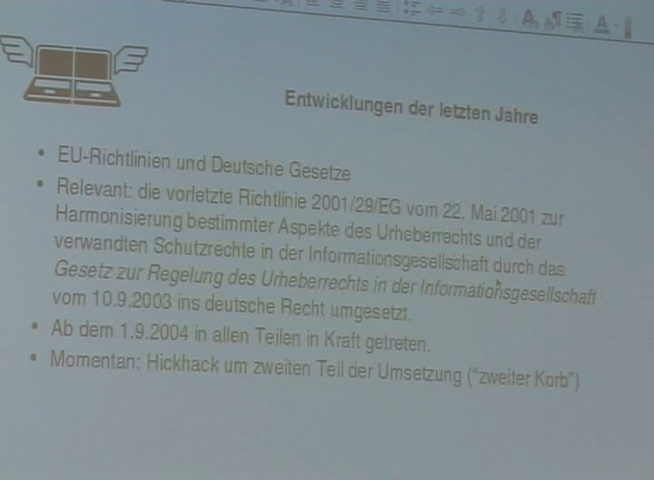 Entwicklungen der letzten Jahre
• EU-Richtlinien und Deutsche Gesetze
• Relevant: die vorletzte Richtlinie 2001/29/EG vom 22. Mai 2001 zur
Harmonisierung bestimmter Aspekte des Urheberrechts und der
verwandten Schutzrechte in der Informationsgesellschaft durch das
Gesetz zur Regelung des Urheberrechts in der Informationsgesellschaft
vom 10.9.2003 ins deutsche Recht umgesetzt.
• Ab dem 1.9.2004 in allen Teilen in Kraft getreten.
• Momentan: Hickhack um zweiten Teil der Umsetzung ("zweiter Korb")